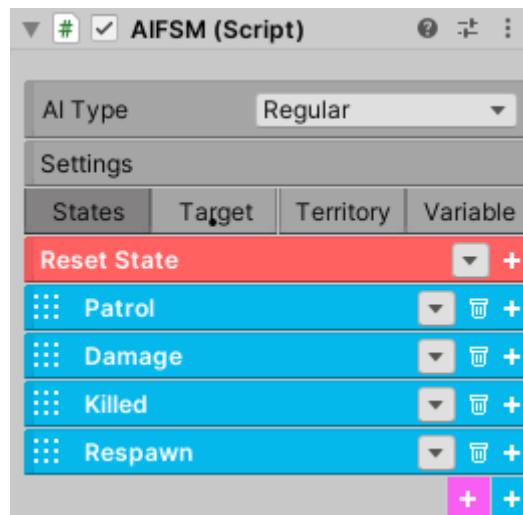 AIFSM (Script)
AI Type Regular
Settings
States Target Territory Variable
Reset State
Patrol
Damage
Killed
Respawn